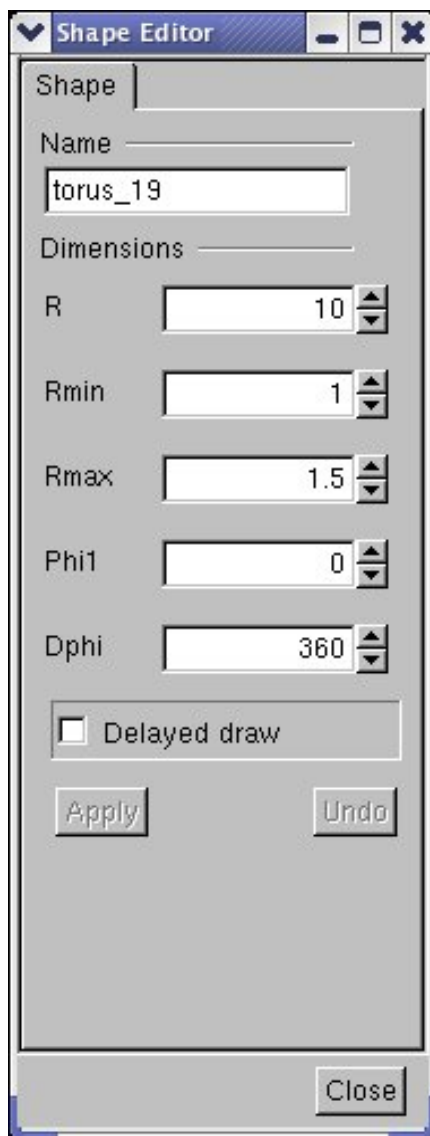 Shape Editor
Shape
Name
torus_19
Dimensions
R 10
Rmin 1
Rmax 1.5
Phi1 0
Dphi 360
Delayed draw
Apply Undo
Close